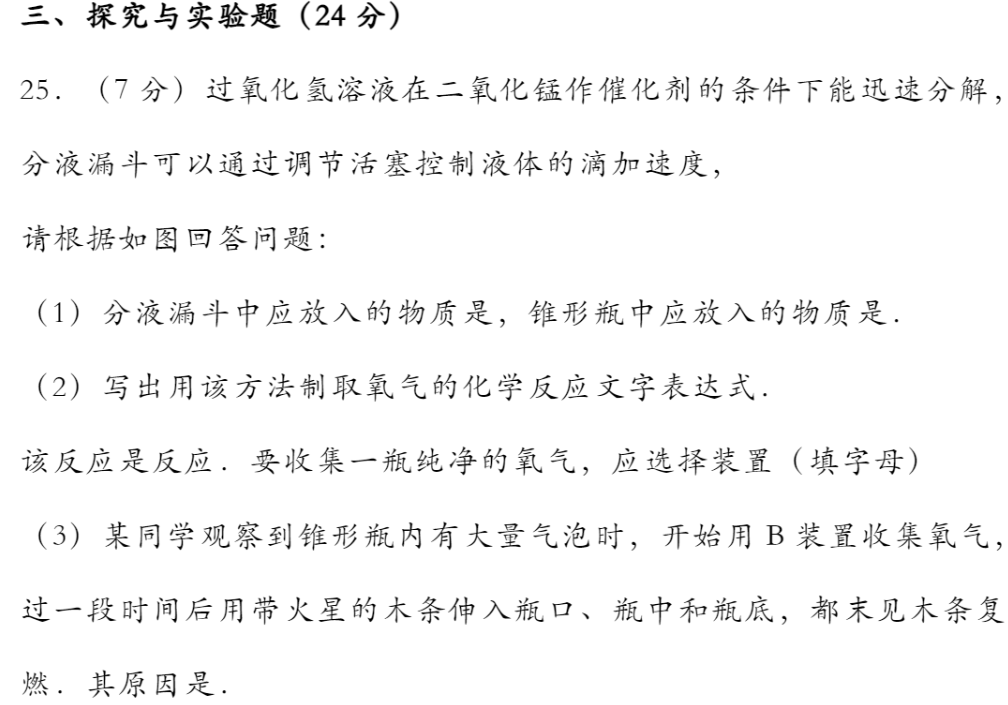 三、探究与实验题（24 分）
25．（7 分）过氧化氢溶液在二氧化锰作催化剂的条件下能迅速分解，
分液漏斗可以通过调节活塞控制液体的滴加速度，
请根据如图回答问题：
（1）分液漏斗中应放入的物质是，锥形瓶中应放入的物质是．
（2）写出用该方法制取氧气的化学反应文字表达式．
该反应是反应．要收集一瓶纯净的氧气，应选择装置（填字母）
（3）某同学观察到锥形瓶内有大量气泡时，开始用 B 装置收集氧气，
过一段时间后用带火星的木条伸入瓶口、瓶中和瓶底，都末见木条复
燃．其原因是．